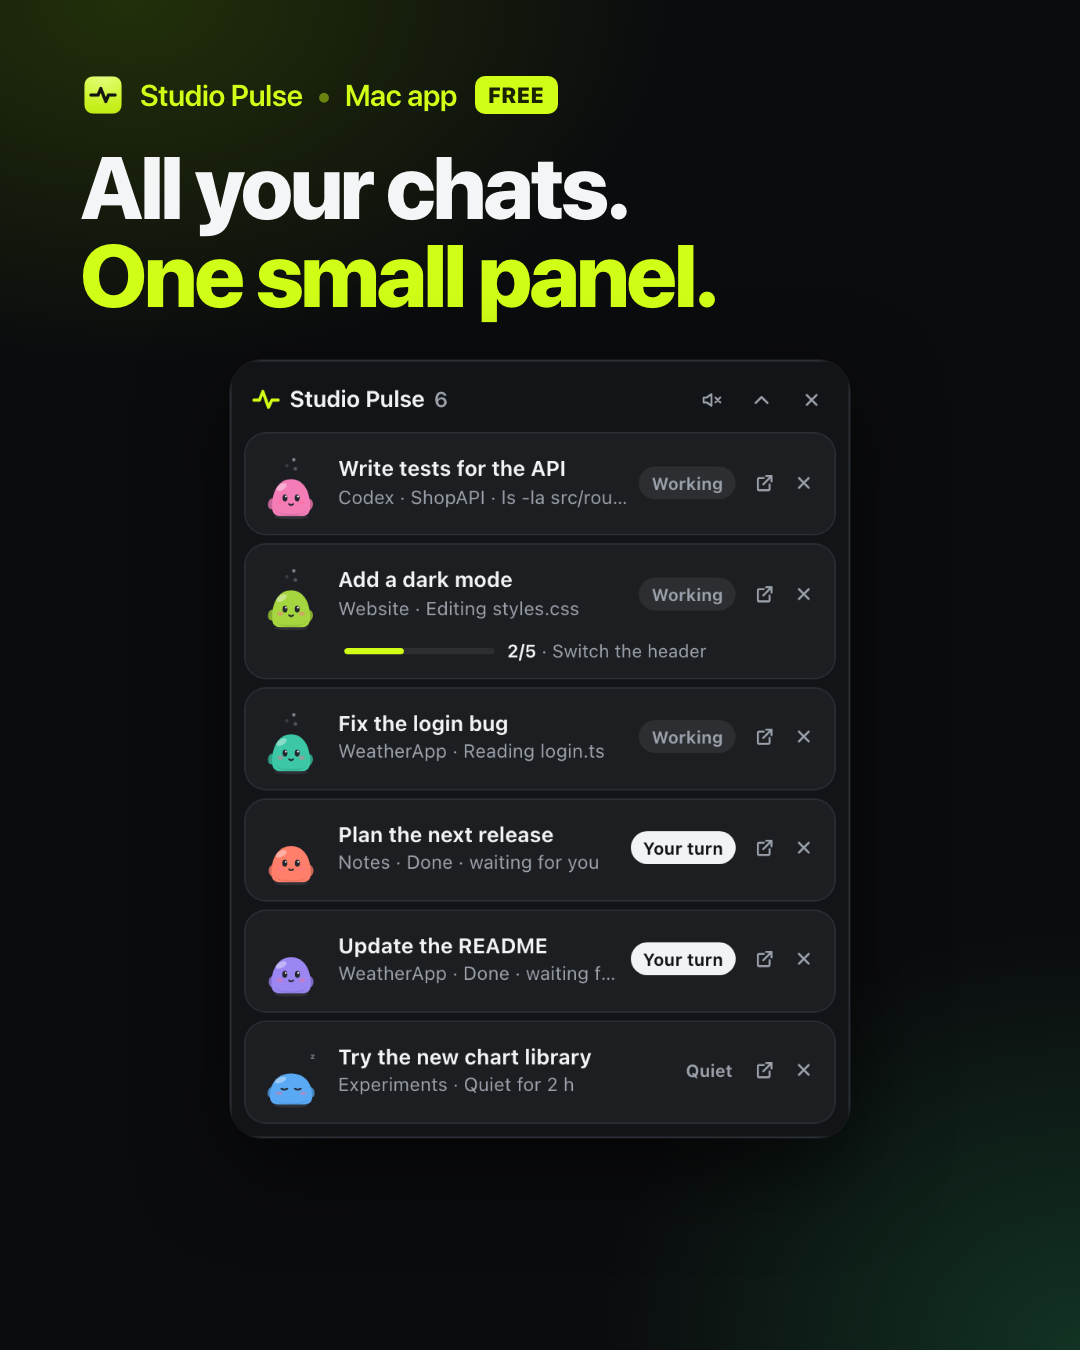 Studio Pulse • Mac app FREE
All your chats.
One small panel.
Studio Pulse 6
Write tests for the API
Codex · ShopAPI · ls -la src/rou...
Working
Add a dark mode
Website · Editing styles.css
Working
2/5 · Switch the header
Fix the login bug
WeatherApp · Reading login.ts
Working
Plan the next release
Notes · Done · waiting for you
Your turn
Update the README
WeatherApp · Done · waiting f...
Your turn
z
Try the new chart library
Experiments · Quiet for 2 h
Quiet